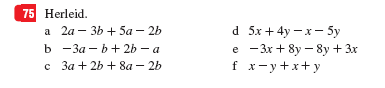 75 Herleid.
a 2a − 3b + 5a − 2b
b −3a − b + 2b − a
c 3a + 2b + 8a − 2b
d 5x + 4y − x − 5y
e −3x + 8y − 8y + 3x
f x − y + x + y